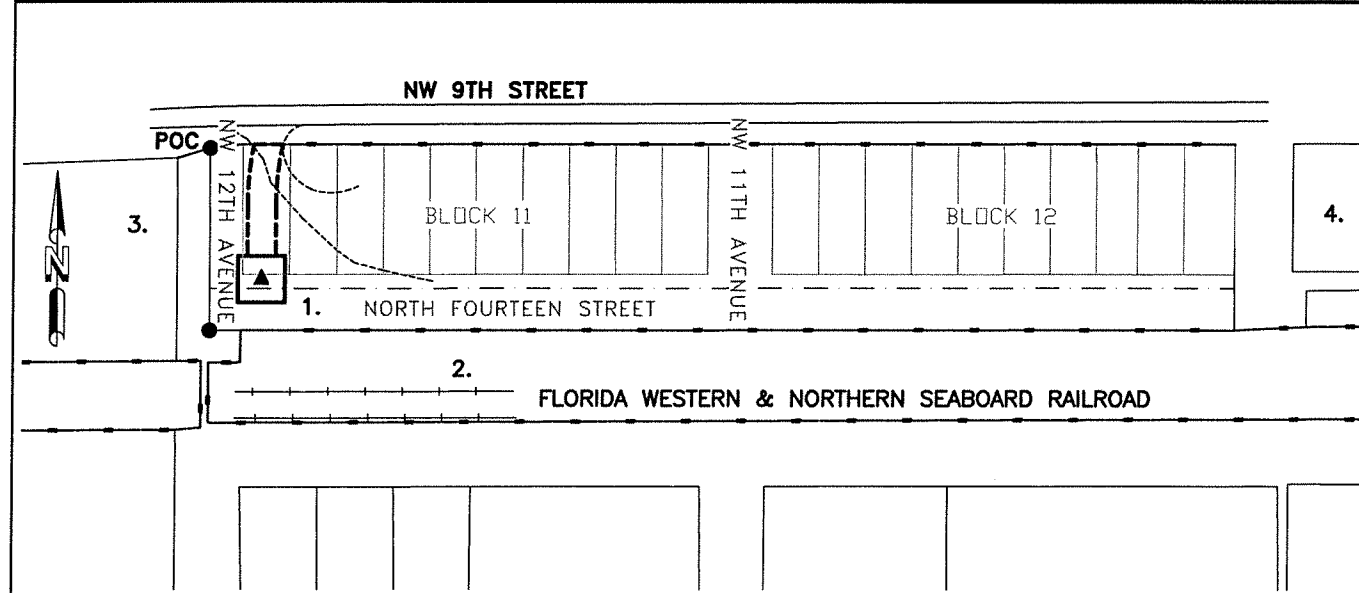 NW 9TH STREET
POC
NW 12TH AVENUE
NW 11TH AVENUE
3.
BLOCK 11
BLOCK 12
4.
N
1.
NORTH FOURTEEN STREET
2.
FLORIDA WESTERN & NORTHERN SEABOARD RAILROAD